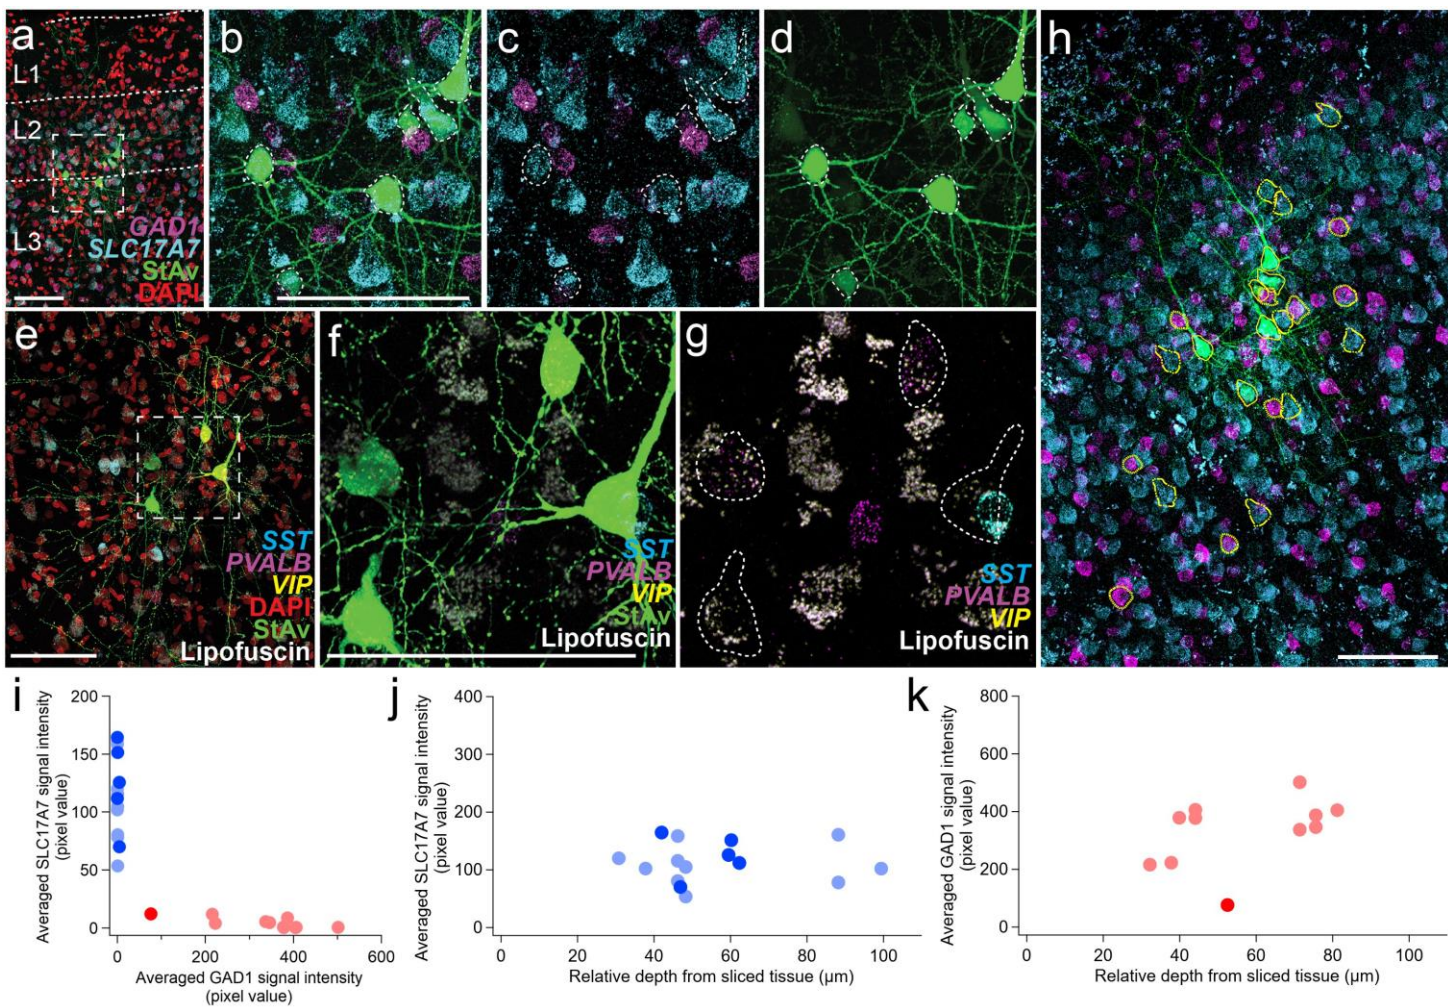 a
L1
L2
L3
GAD1
SLC17A7
StAv
DAPI
b
c
d
h
e
SST
PVALB
VIP
DAPI
StAv
Lipofuscin
f
SST
PVALB
VIP
StAv
Lipofuscin
g
SST
PVALB
VIP
Lipofuscin
i
Averaged SLC17A7 signal intensity
(pixel value)
200
150
100
50
0
0
200
400
600
Averaged GAD1 signal intensity
(pixel value)
j
Averaged SLC17A7 signal intensity
(pixel value)
400
300
200
100
0
0
20
40
60
80
100
Relative depth from sliced tissue (µm)
k
Averaged GAD1 signal intensity
(pixel value)
800
600
400
200
0
0
20
40
60
80
100
Relative depth from sliced tissue (µm)